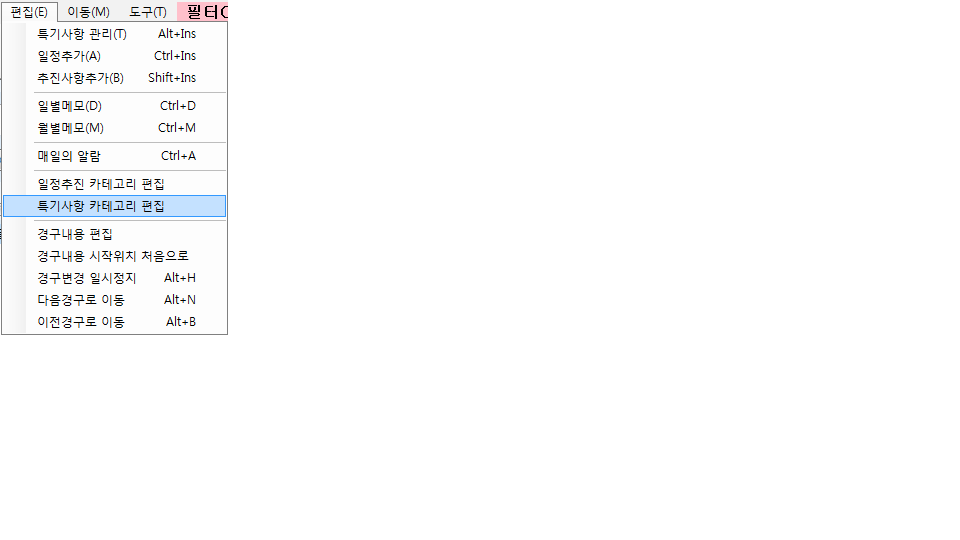 편집(E) 이동(M) 도구(T) 필터
특기사항 관리(T) Alt+Ins
일정추가(A) Ctrl+Ins
추진사항추가(B) Shift+Ins
일별메모(D) Ctrl+D
월별메모(M) Ctrl+M
매일의 알람 Ctrl+A
일정추진 카테고리 편집
특기사항 카테고리 편집
경구내용 편집
경구내용 시작위치 처음으로
경구변경 일시정지 Alt+H
다음경구로 이동 Alt+N
이전경구로 이동 Alt+B